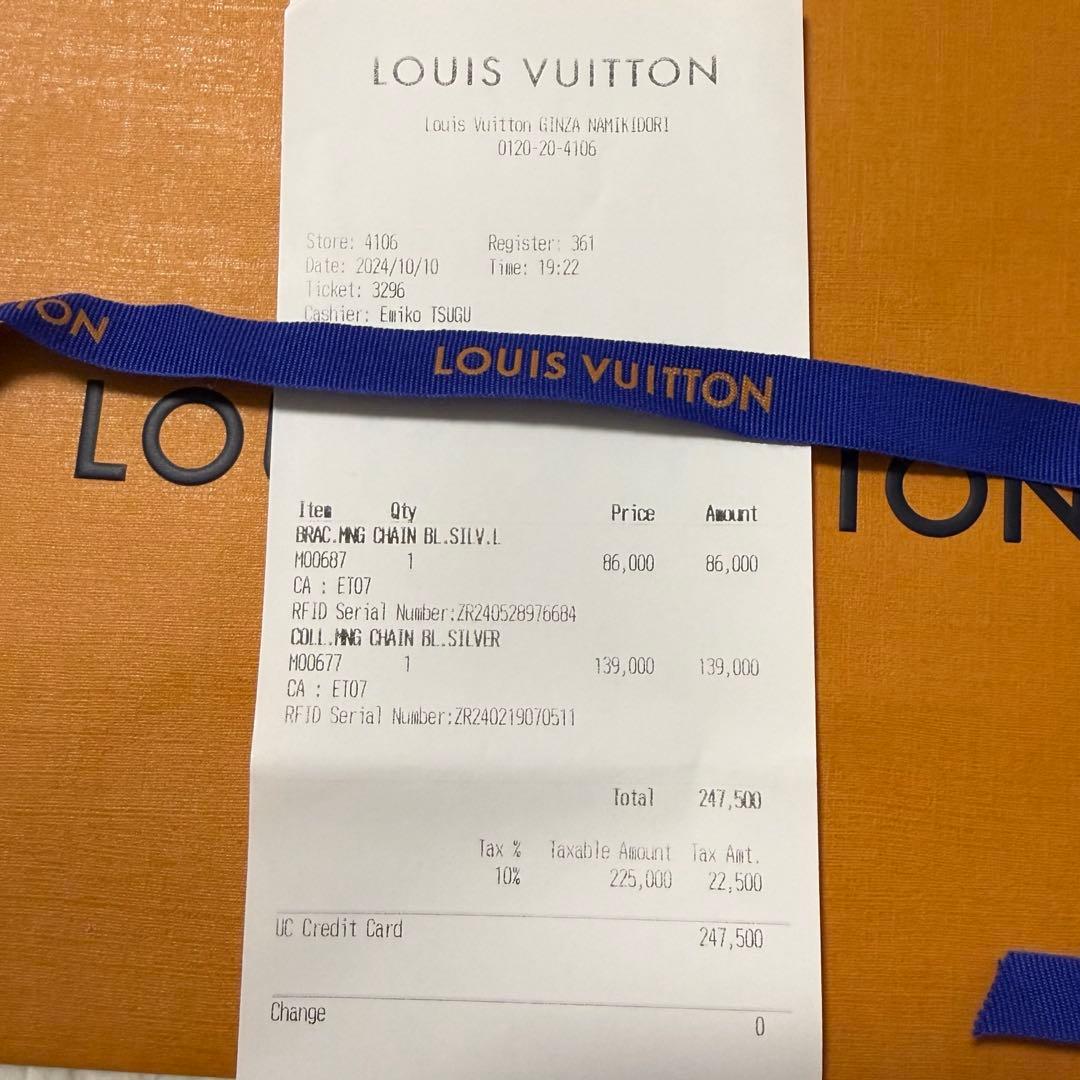 LOUIS VUITTON
Louis Vuitton GINZA NAMIKIDORI
0120-20-4106
Store: 4106 Register: 361
Date: 2024/10/10 Time: 19:22
Ticket: 3296
Cashier: Emiko TSUGU
TON
LOUIS VUITTON
LO
TON
Item Qty Price Amount
BRAC.MNG CHAIN BL.SILV.L
M00687 1 86,000 86,000
CA : ET07
RFID Serial Number:ZR240528976684
COLL.MNG CHAIN BL.SILVER
M00677 1 139,000 139,000
CA : ET07
RFID Serial Number:ZR240219070511
Total 247,500
Tax % Taxable Amount Tax Amt.
10% 225,000 22,500
UC Credit Card 247,500
Change 0